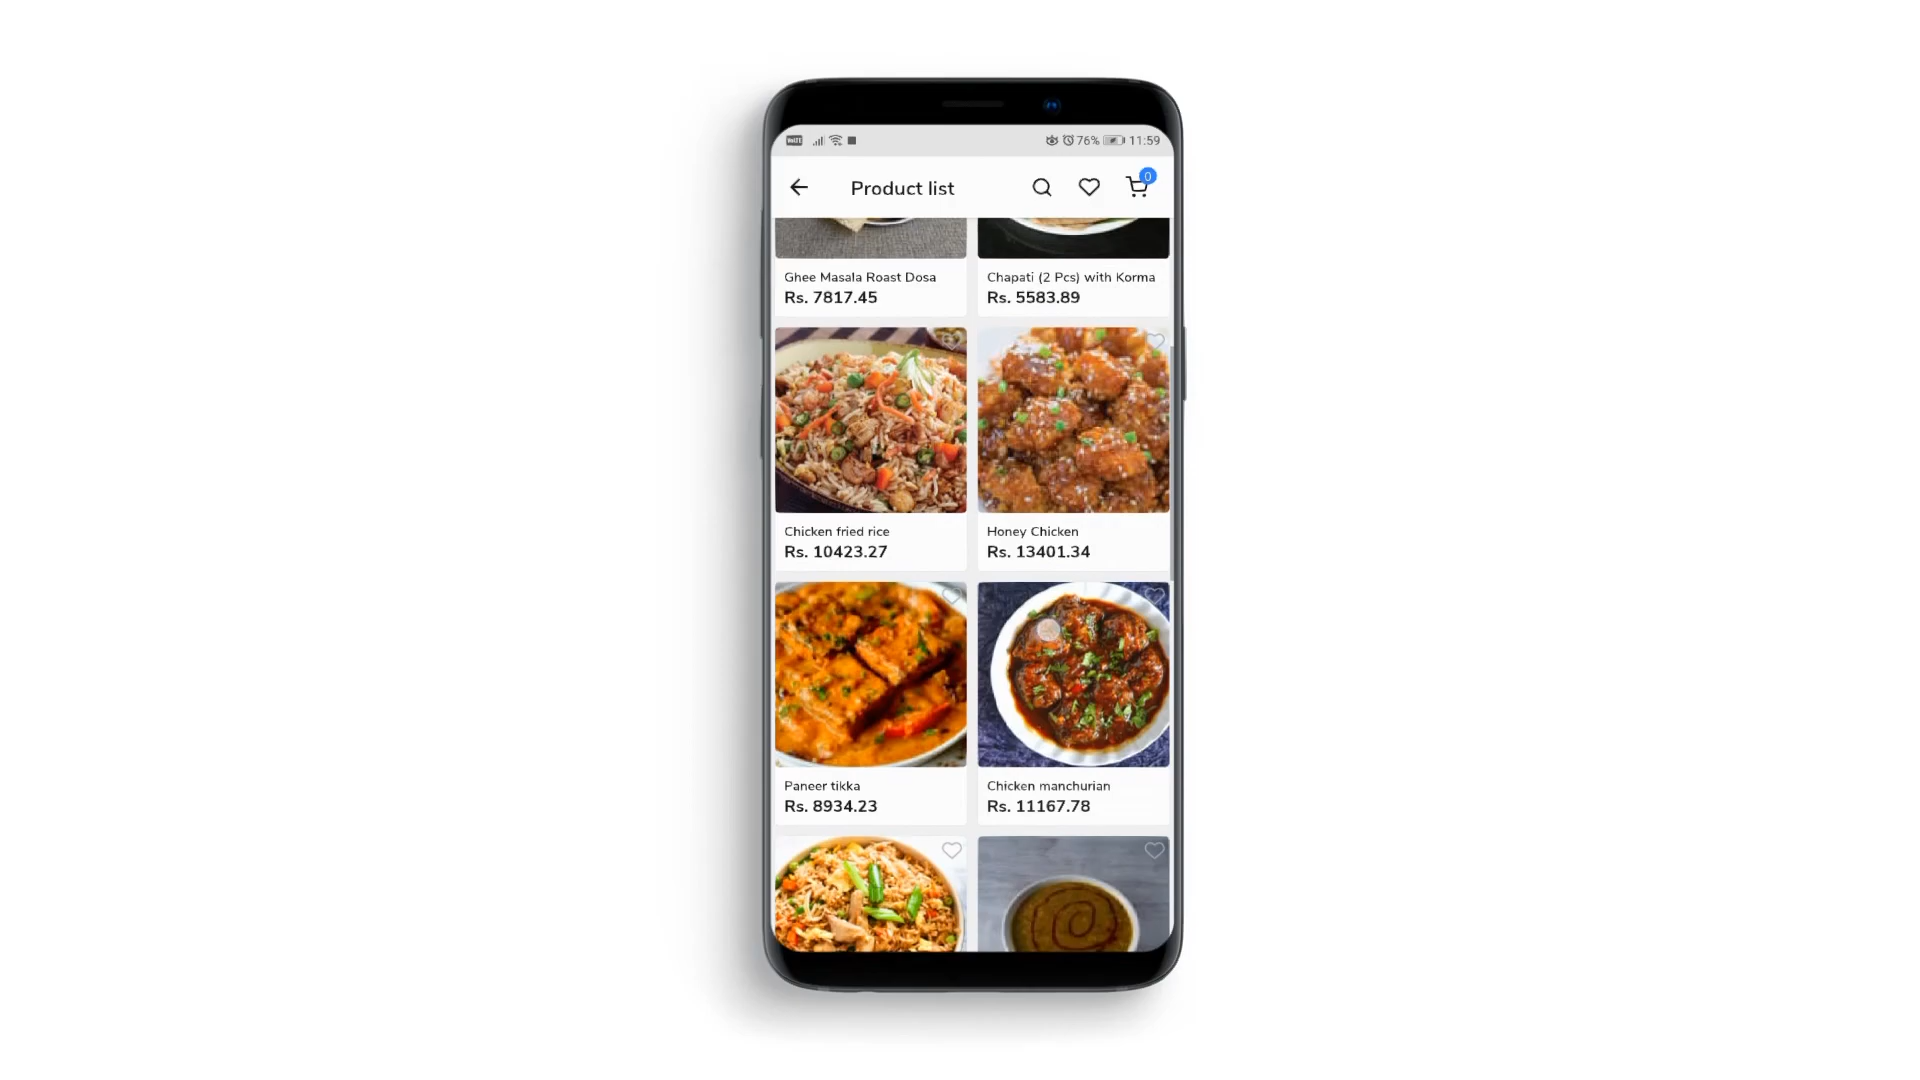 VoLTE
76%
11:59
Product list
0
Ghee Masala Roast Dosa
Rs. 7817.45
Chapati (2 Pcs) with Korma
Rs. 5583.89
Chicken fried rice
Rs. 10423.27
Honey Chicken
Rs. 13401.34
Paneer tikka
Rs. 8934.23
Chicken manchurian
Rs. 11167.78